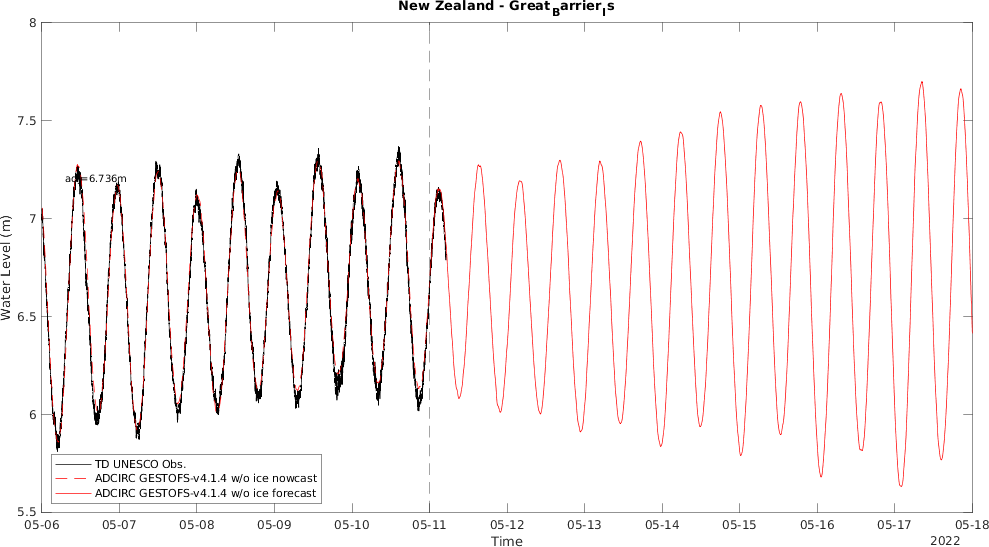 New Zealand - GreatBarrierIs
8
7.5
7
6.5
6
5.5
Water Level (m)
adj=6.736m
TD UNESCO Obs.
ADCIRC GESTOFS-v4.1.4 w/o ice nowcast
ADCIRC GESTOFS-v4.1.4 w/o ice forecast
05-06 05-07 05-08 05-09 05-10 05-11 05-12 05-13 05-14 05-15 05-16 05-17 05-18
Time
2022